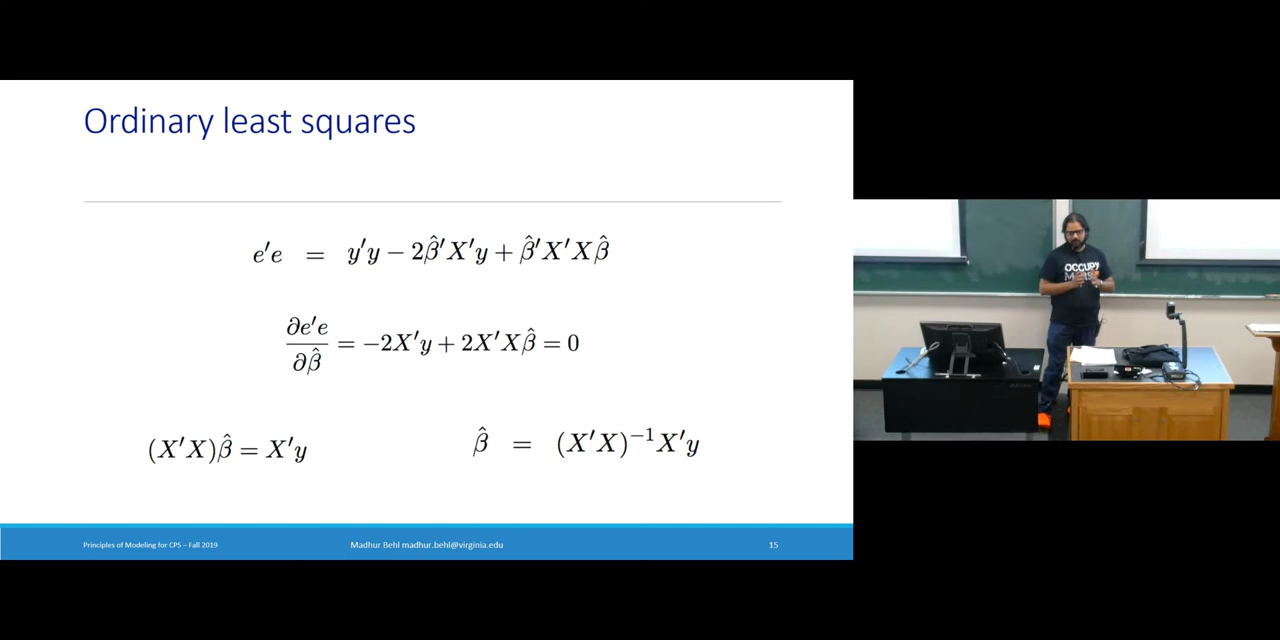 Ordinary least squares
e′e = y′y − 2β̂′X′y + β̂′X′Xβ̂
∂e′e/∂β̂ = −2X′y + 2X′Xβ̂ = 0
(X′X)β̂ = X′y
β̂ = (X′X)⁻¹X′y
Principles of Modeling for CPS – Fall 2019
Madhur Behl madhur.behl@virginia.edu
15
OCCUPY